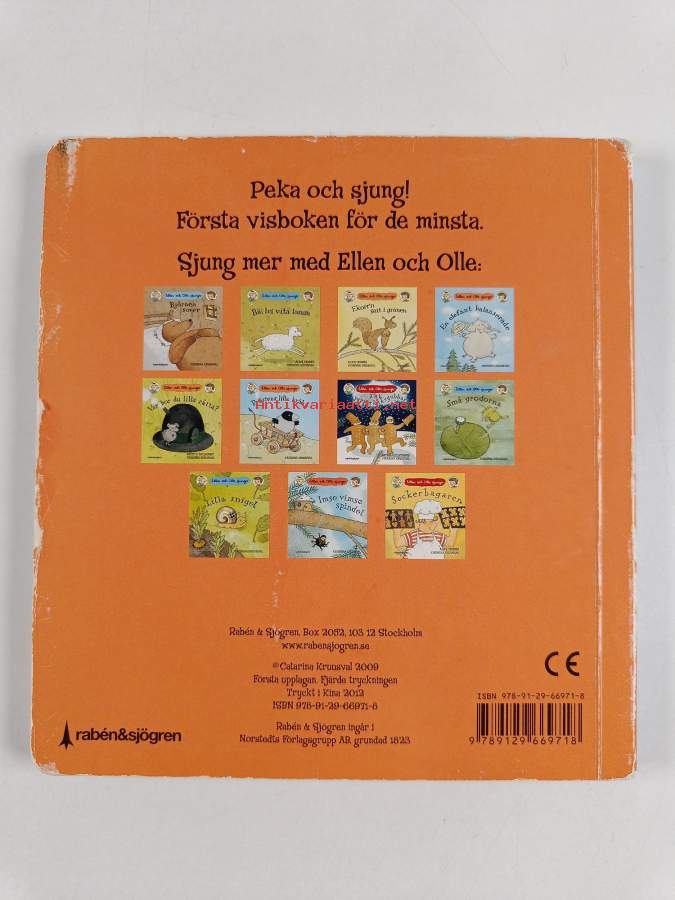 Peka och sjung!
Första visboken för de minsta.
Sjung mer med Ellen och Olle:
Björnen sover
Bä, bä vita lamm
Ekorrn satt i granen
En elefant balanserade
Var bor du lilla råtta?
lilla
Små grodorna
Antikvariaatti.net
Lilla snigel
Imse vimse spindel
Sockerbagaren
Rabén & Sjögren, Box 2052, 103 12 Stockholm
www.rabensjogren.se
© Catarina Kruusval 2009
Första upplagan. Fjärde tryckningen
Tryckt i Kina 2012
ISBN 978-91-29-66971-8
Rabén & Sjögren ingår i
Norstedts Förlagsgrupp AB, grundad 1823
rabén&sjögren
CE
ISBN 978-91-29-66971-8
9 789129 669718